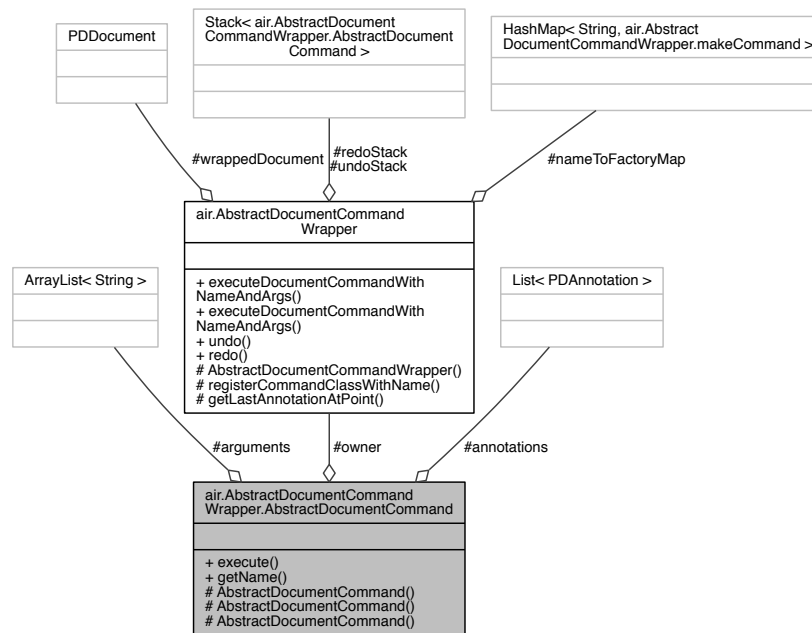 PDDocument
Stack< air.AbstractDocument
CommandWrapper.AbstractDocument
Command >
HashMap< String, air.Abstract
DocumentCommandWrapper.makeCommand >
#wrappedDocument
#redoStack
#undoStack
#nameToFactoryMap
air.AbstractDocumentCommand
Wrapper
+ executeDocumentCommandWith
NameAndArgs()
+ executeDocumentCommandWith
NameAndArgs()
+ undo()
+ redo()
# AbstractDocumentCommandWrapper()
# registerCommandClassWithName()
# getLastAnnotationAtPoint()
ArrayList< String >
List< PDAnnotation >
#arguments
#owner
#annotations
air.AbstractDocumentCommand
Wrapper.AbstractDocumentCommand
+ execute()
+ getName()
# AbstractDocumentCommand()
# AbstractDocumentCommand()
# AbstractDocumentCommand()